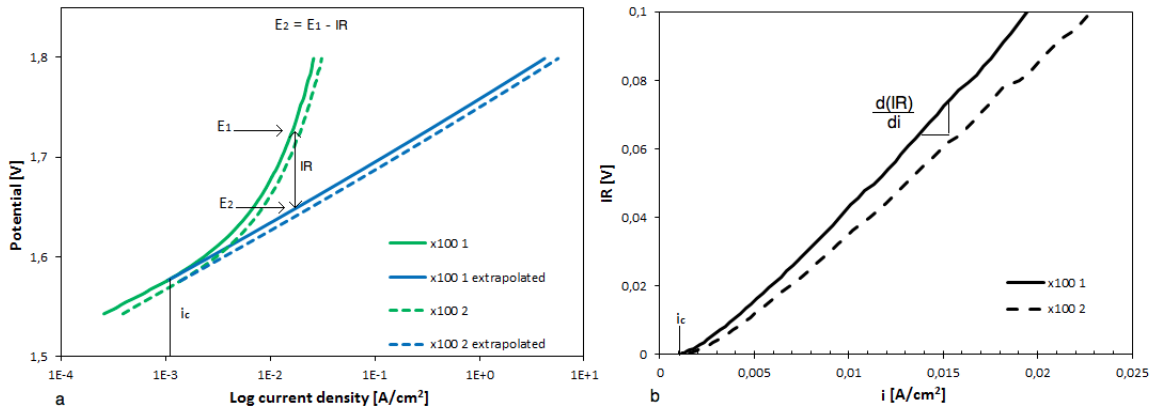 E₂ = E₁ - IR
1,8
1,7
1,6
1,5
Potential [V]
E₁
IR
E₂
i_c
x100 1
x100 1 extrapolated
x100 2
x100 2 extrapolated
1E-4
1E-3
1E-2
1E-1
1E+0
1E+1
a
Log current density [A/cm²]
0,1
0,08
0,06
0,04
0,02
0
IR [V]
d(IR)
di
i_c
x100 1
x100 2
0
0,005
0,01
0,015
0,02
0,025
b
i [A/cm²]